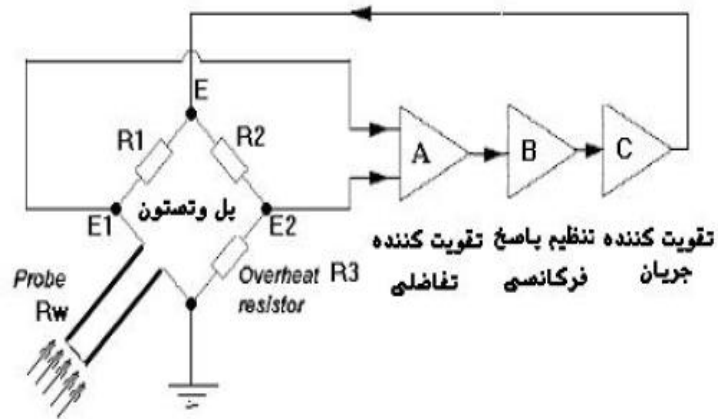 E
R1
R2
پل وتستون
E1
E2
A
B
C
Probe
Rw
Overheat R3
resistor
تقویت کننده
تفاضلی
تنظیم پاسخ
فرکانسی
تقویت کننده
جریان